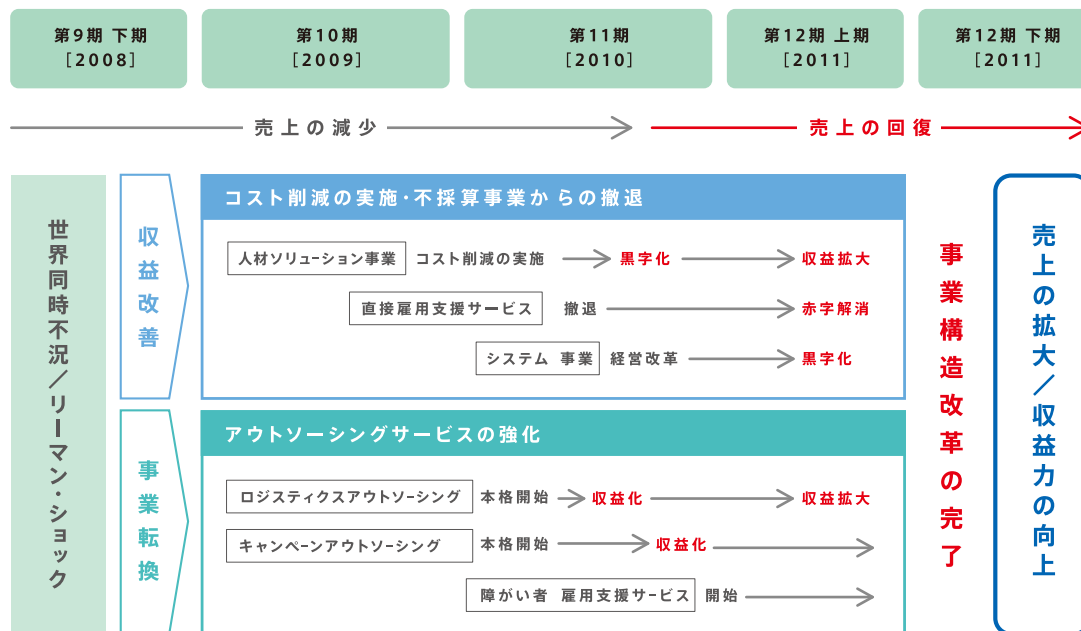 第9期 下期
[2008]
第10期
[2009]
第11期
[2010]
第12期 上期
[2011]
第12期 下期
[2011]
売上の減少
売上の回復
世界同時不況／リーマン・ショック
収益改善
コスト削減の実施・不採算事業からの撤退
人材ソリューション事業 コスト削減の実施 黒字化 収益拡大
直接雇用支援サービス 撤退 赤字解消
システム 事業 経営改革 黒字化
事業転換
アウトソーシングサービスの強化
ロジスティクスアウトソーシング 本格開始 収益化 収益拡大
キャンペーンアウトソーシング 本格開始 収益化
障がい者 雇用支援サービス 開始
事業構造改革の完了
売上の拡大／収益力の向上